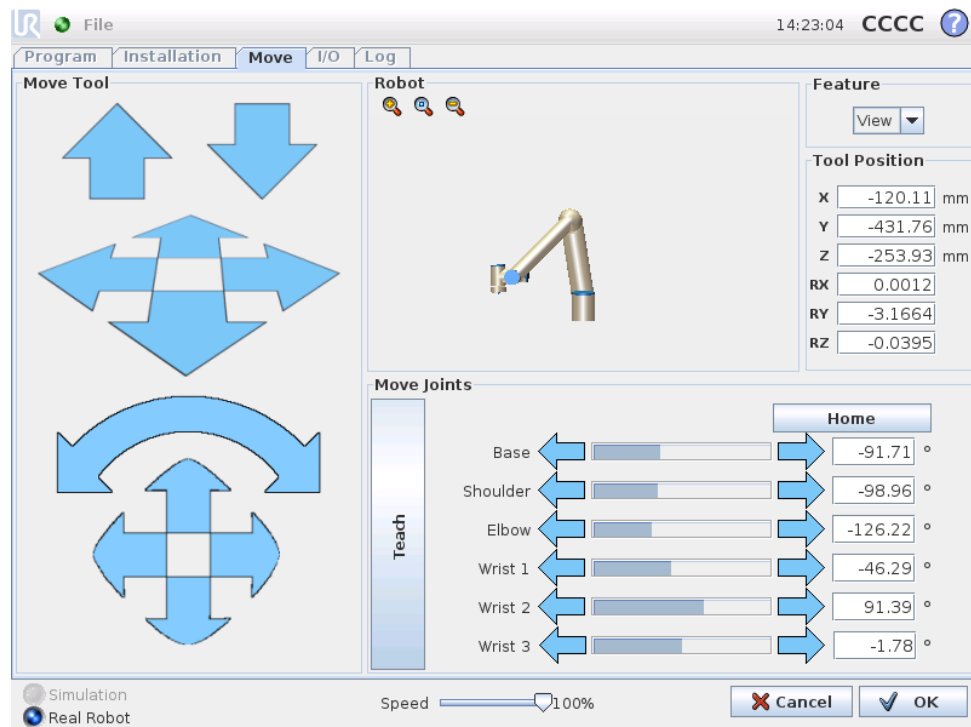 UR File 14:23:04 CCCC ?
Program Installation Move I/O Log
Move Tool
Robot
Feature
View
Tool Position
X -120.11 mm
Y -431.76 mm
Z -253.93 mm
RX 0.0012
RY -3.1664
RZ -0.0395
Move Joints
Teach
Home
Base -91.71 °
Shoulder -98.96 °
Elbow -126.22 °
Wrist 1 -46.29 °
Wrist 2 91.39 °
Wrist 3 -1.78 °
Simulation
Real Robot
Speed 100%
Cancel OK